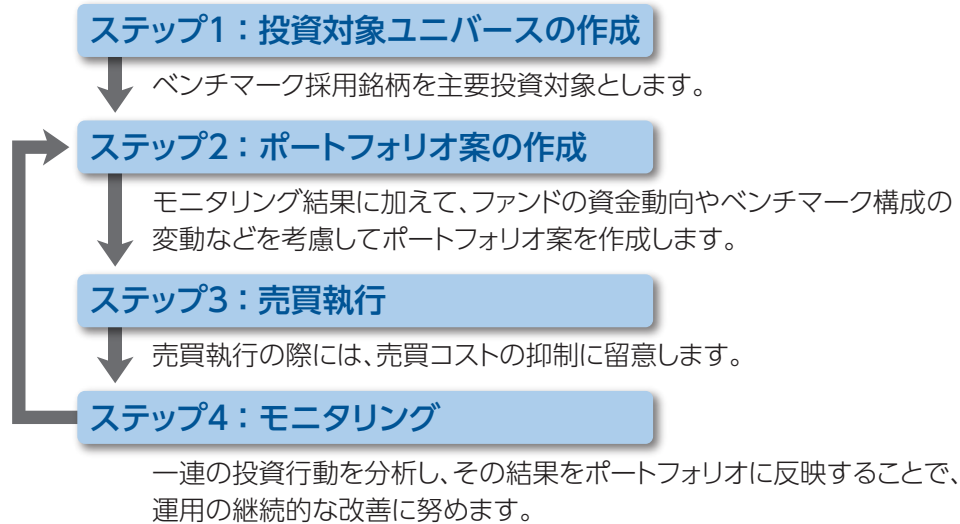 ステップ1：投資対象ユニバースの作成
ベンチマーク採用銘柄を主要投資対象とします。
ステップ2：ポートフォリオ案の作成
モニタリング結果に加えて、ファンドの資金動向やベンチマーク構成の
変動などを考慮してポートフォリオ案を作成します。
ステップ3：売買執行
売買執行の際には、売買コストの抑制に留意します。
ステップ4：モニタリング
一連の投資行動を分析し、その結果をポートフォリオに反映することで、
運用の継続的な改善に努めます。